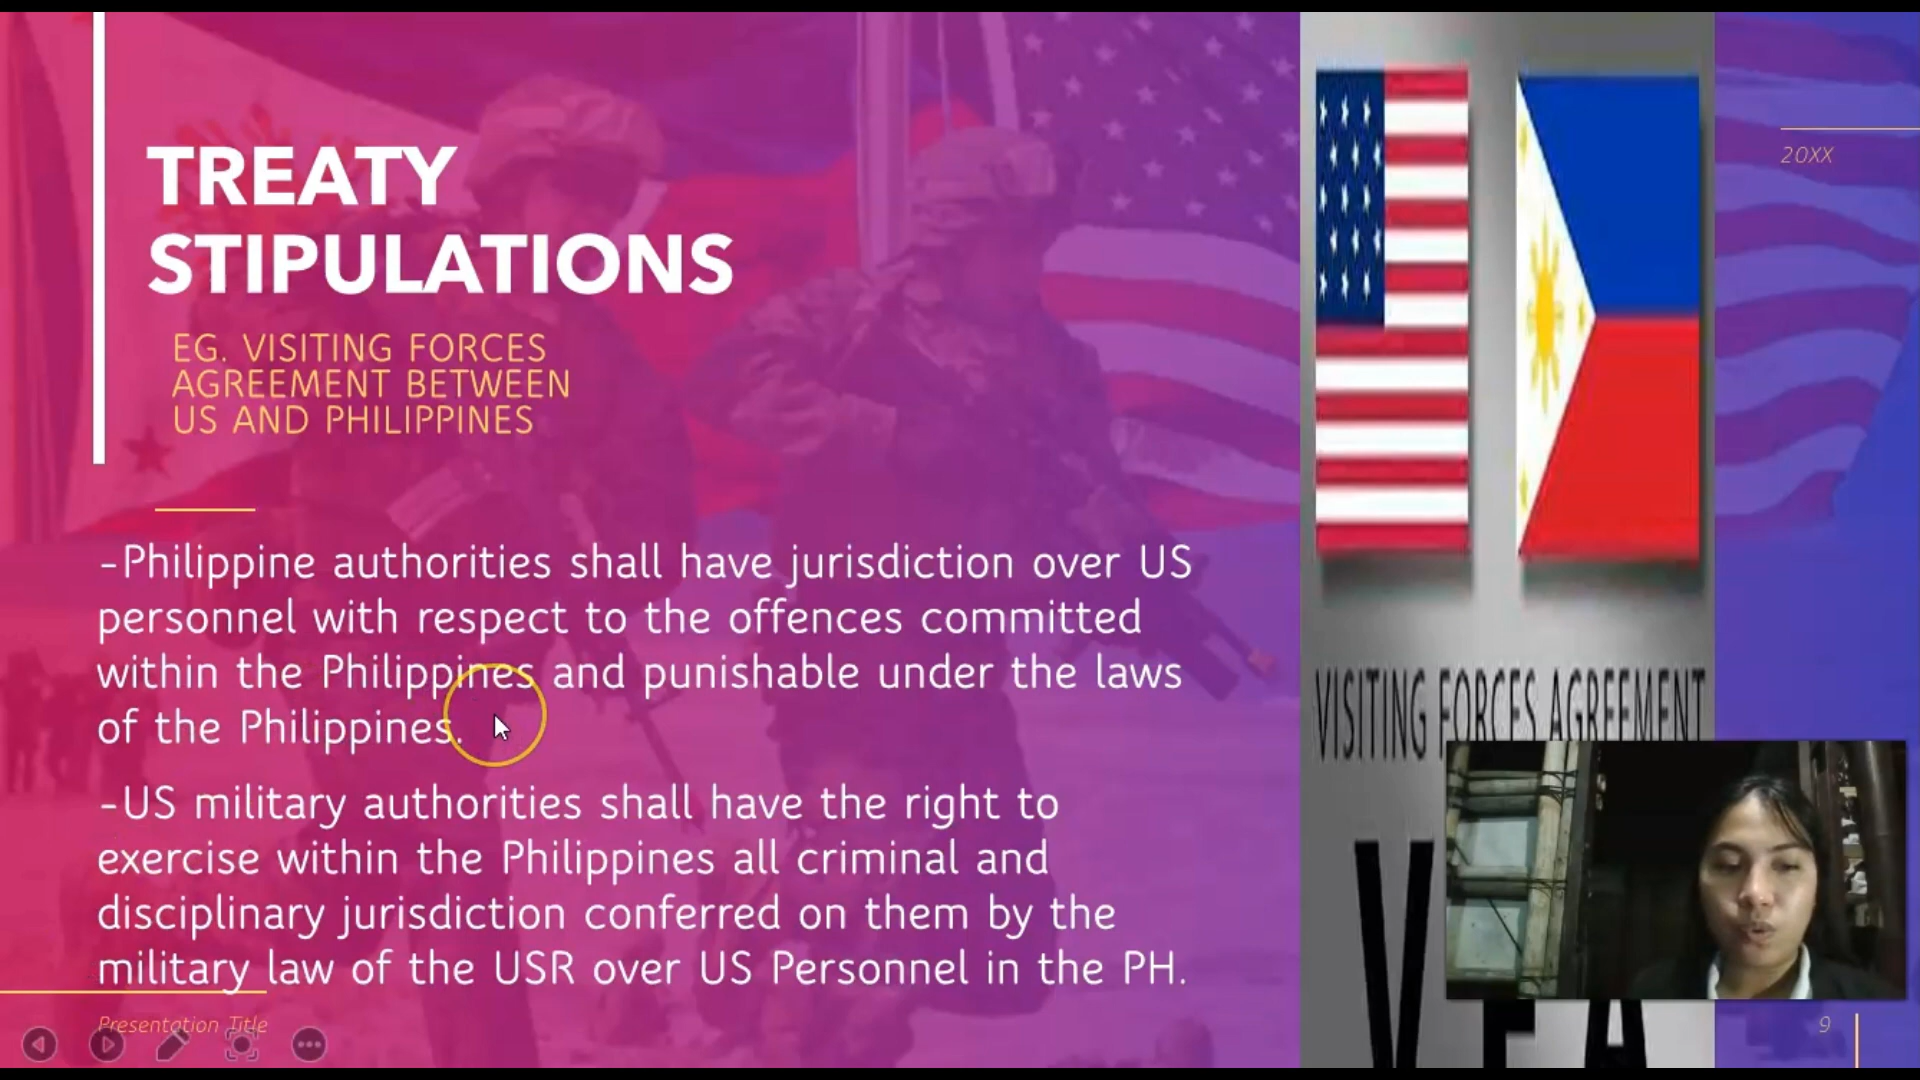 TREATY
STIPULATIONS
EG. VISITING FORCES
AGREEMENT BETWEEN
US AND PHILIPPINES
-Philippine authorities shall have jurisdiction over US
personnel with respect to the offences committed
within the Philippines and punishable under the laws
of the Philippines.
-US military authorities shall have the right to
exercise within the Philippines all criminal and
disciplinary jurisdiction conferred on them by the
military law of the USR over US Personnel in the PH.
Presentation Title
20XX
VISITING FORCES AGREEMENT
VFA
9